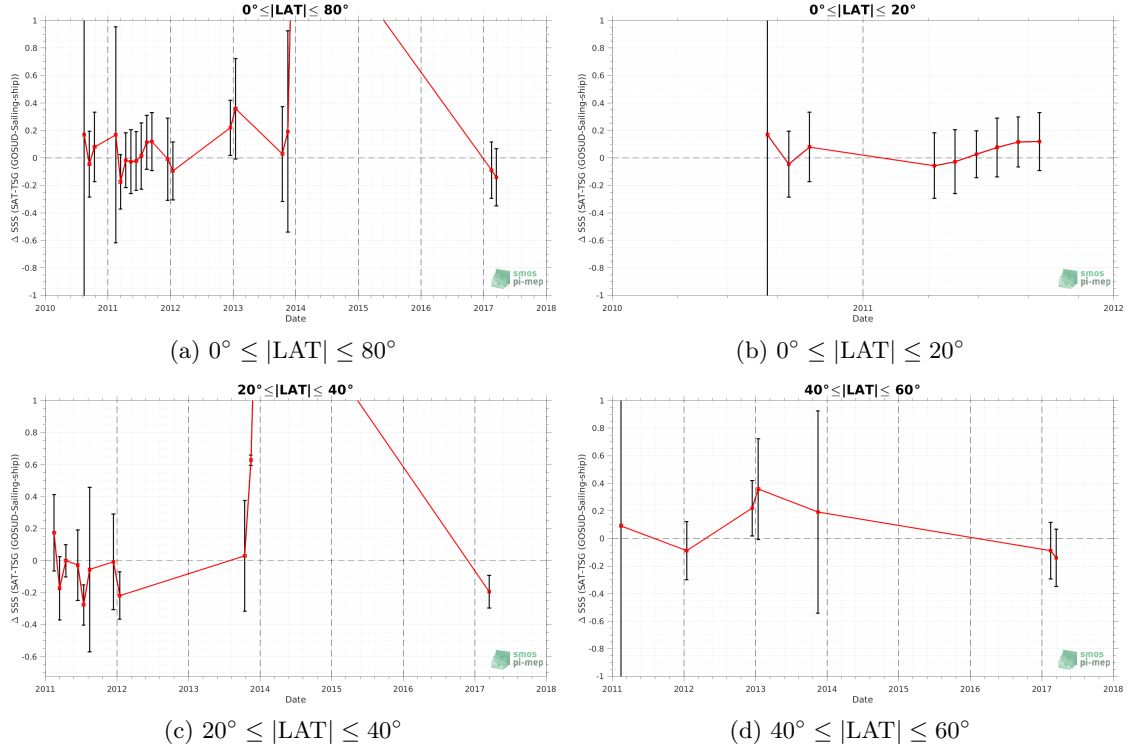 0°≤|LAT|≤ 80°
1
0.8
0.6
0.4
0.2
0
-0.2
-0.4
-0.6
-0.8
-1
Δ SSS (SAT-TSG (GOSUD-Sailing-ship))
2010 2011 2012 2013 2014 2015 2016 2017 2018
Date
smos
pi-mep
(a) 0° ≤ |LAT| ≤ 80°
0°≤|LAT|≤ 20°
1
0.8
0.6
0.4
0.2
0
-0.2
-0.4
-0.6
-0.8
-1
Δ SSS (SAT-TSG (GOSUD-Sailing-ship))
2010 2011 2012
Date
smos
pi-mep
(b) 0° ≤ |LAT| ≤ 20°
20°≤|LAT|≤ 40°
0.8
0.6
0.4
0.2
0
-0.2
-0.4
-0.6
Δ SSS (SAT-TSG (GOSUD-Sailing-ship))
2011 2012 2013 2014 2015 2016 2017 2018
Date
smos
pi-mep
(c) 20° ≤ |LAT| ≤ 40°
40°≤|LAT|≤ 60°
1
0.8
0.6
0.4
0.2
0
-0.2
-0.4
-0.6
-0.8
-1
Δ SSS (SAT-TSG (GOSUD-Sailing-ship))
2011 2012 2013 2014 2015 2016 2017 2018
Date
smos
pi-mep
(d) 40° ≤ |LAT| ≤ 60°